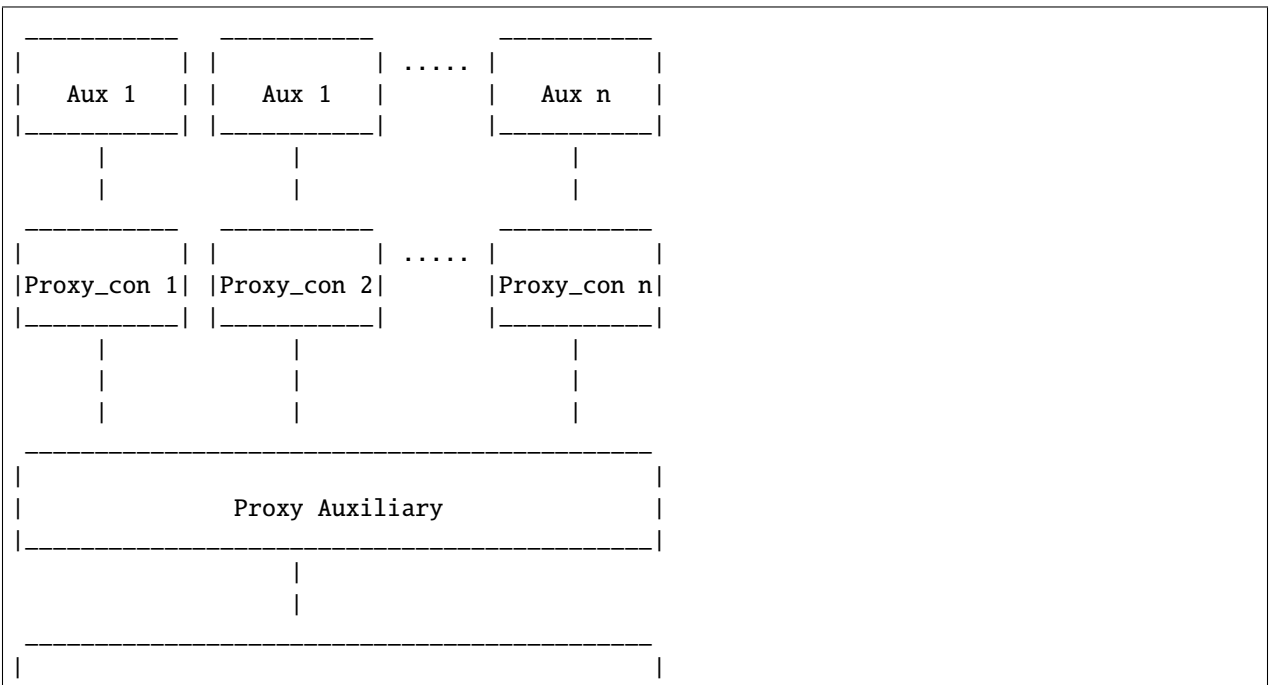 Aux 1 Aux 1 ..... Aux n
..... 
Proxy_con 1 Proxy_con 2 Proxy_con n
Proxy Auxiliary